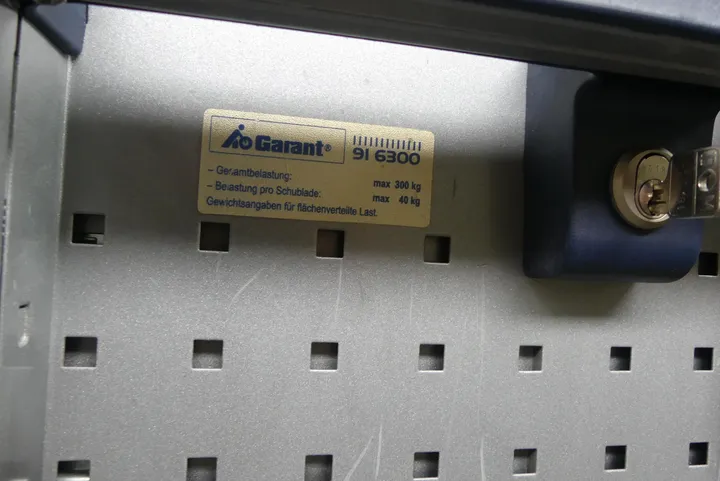 Garant®
91 6300
– Gesamtbelastung: max 300 kg
– Belastung pro Schublade: max 40 kg
Gewichtsangaben für flächenverteilte Last.